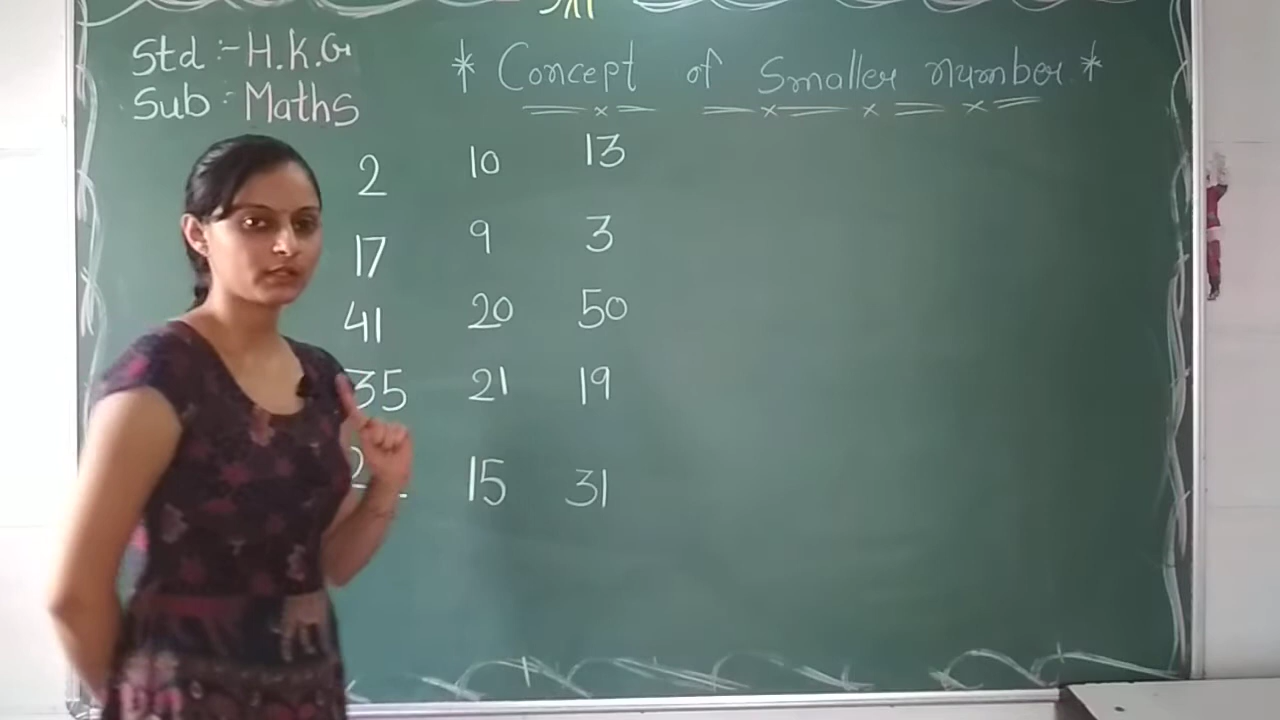 Std :- H.K.G
Sub : Maths
* Concept of Smaller number *
2 10 13
17 9 3
41 20 50
35 21 19
15 31